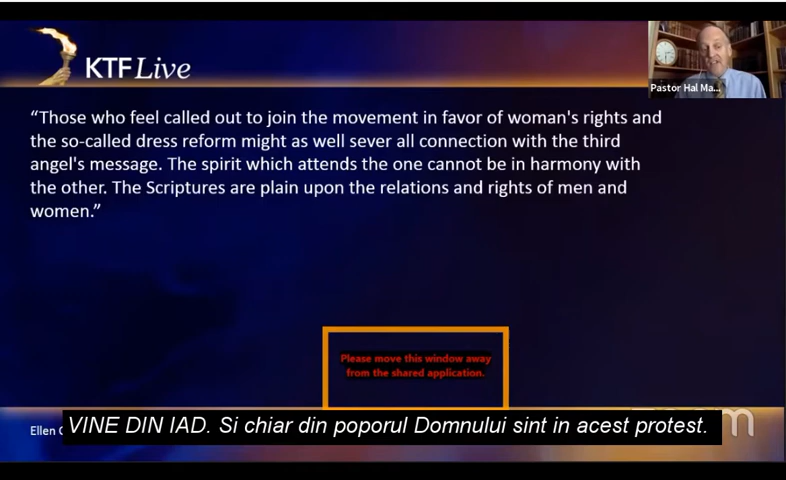 KTF Live
Pastor Hal Ma...
"Those who feel called out to join the movement in favor of woman's rights and
the so-called dress reform might as well sever all connection with the third
angel's message. The spirit which attends the one cannot be in harmony with
the other. The Scriptures are plain upon the relations and rights of men and
women."
Please move this window away
from the shared application.
Ellen
VINE DIN IAD. Si chiar din poporul Domnului sint in acest protest.